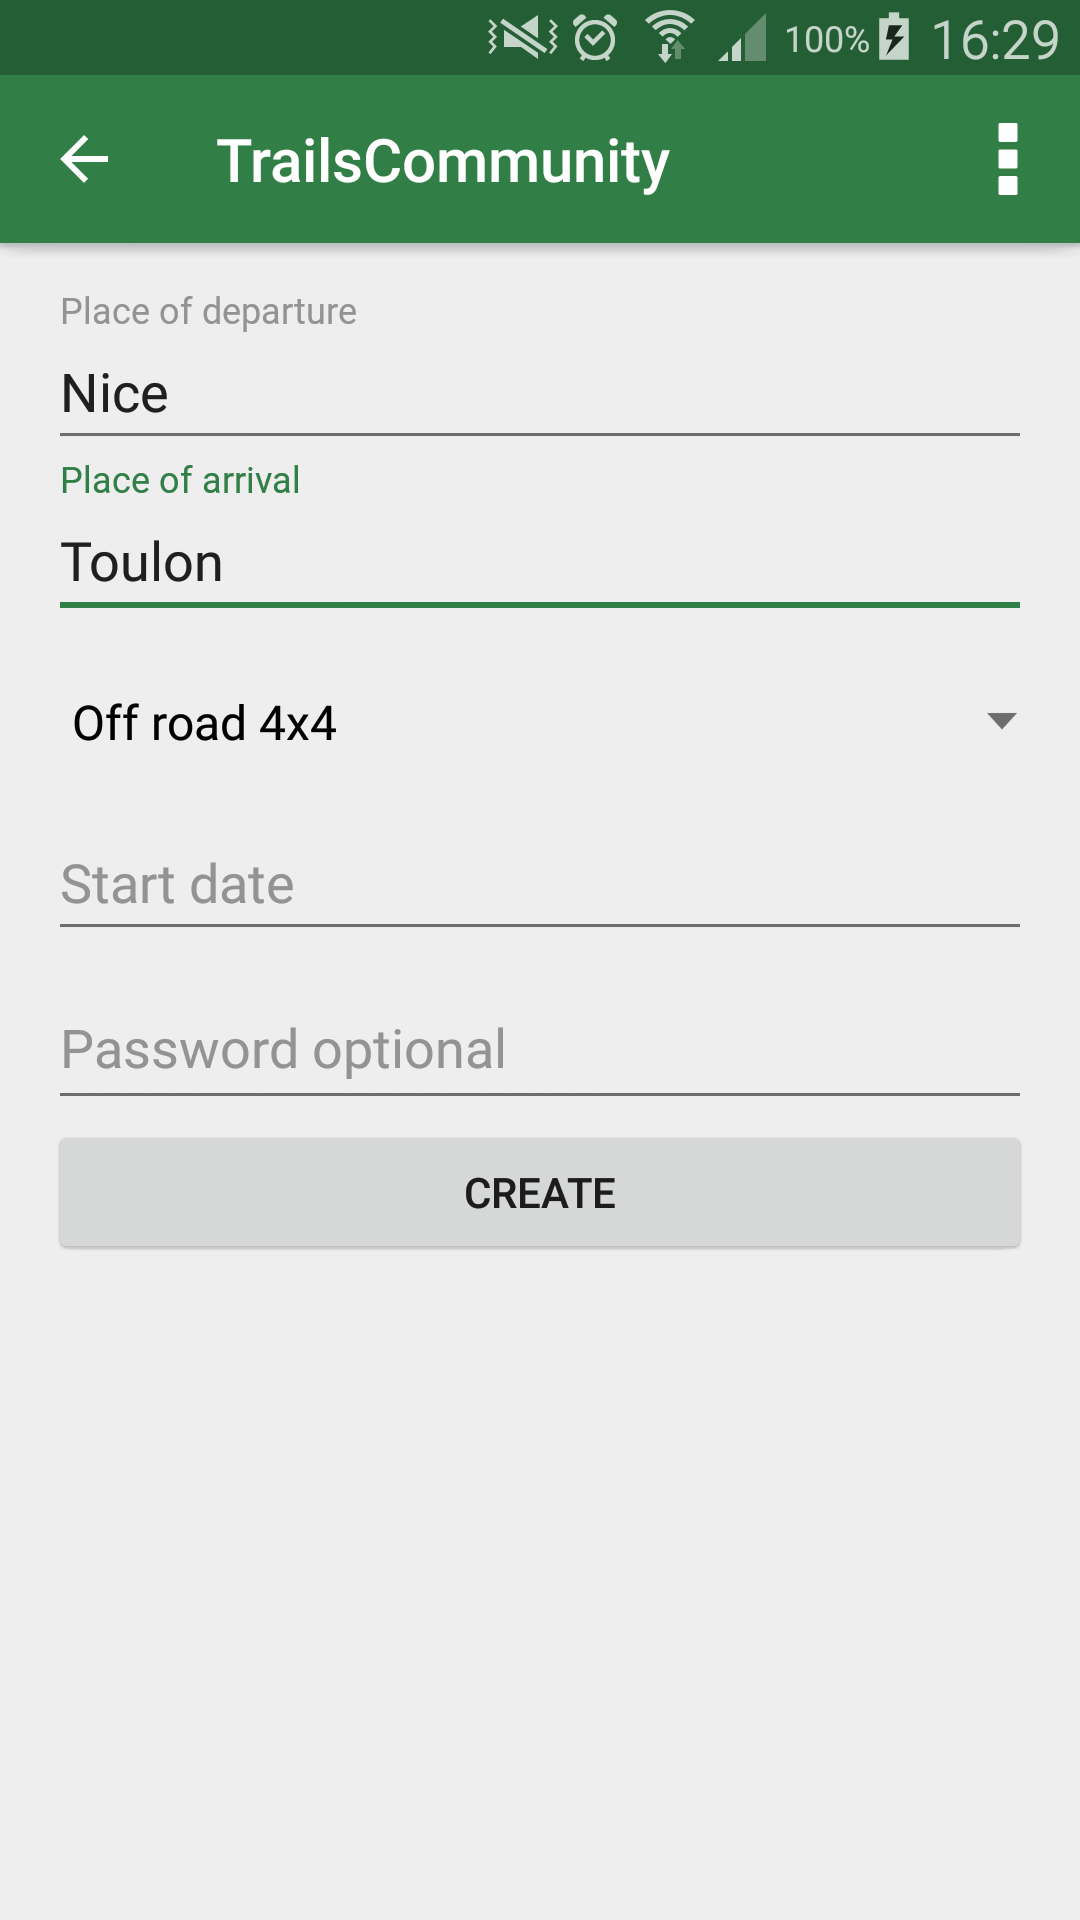 100% 16:29
TrailsCommunity
Place of departure
Nice
Place of arrival
Toulon
Off road 4x4
Start date
Password optional
CREATE